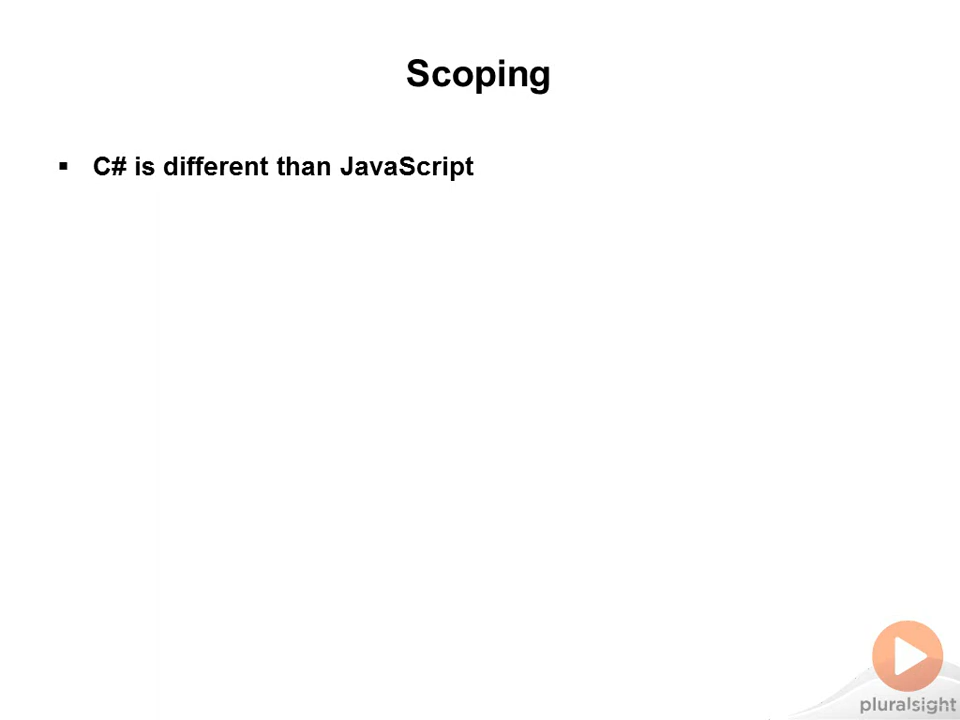 Scoping
▪ C# is different than JavaScript
pluralsight